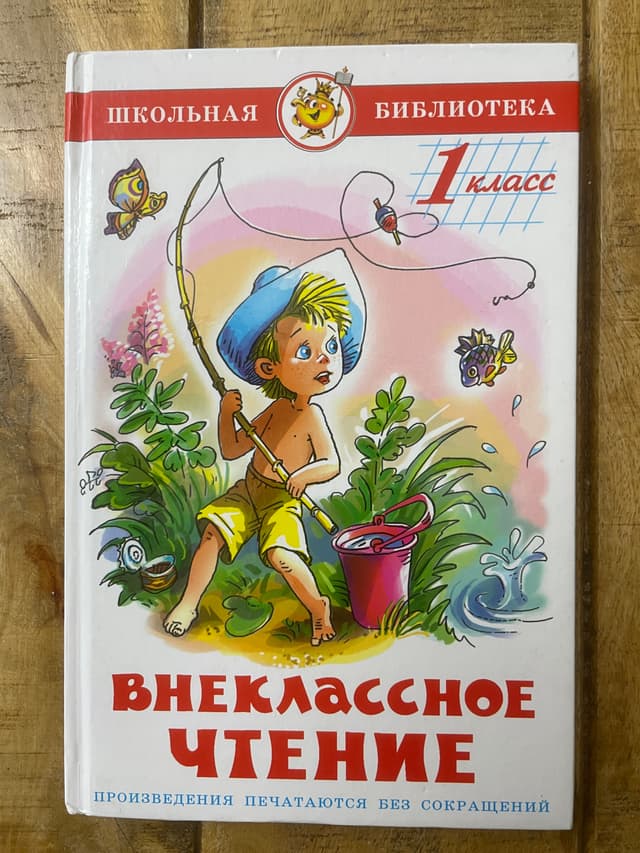 ШКОЛЬНАЯ БИБЛИОТЕКА
1 класс
ВНЕКЛАССНОЕ
ЧТЕНИЕ
ПРОИЗВЕДЕНИЯ ПЕЧАТАЮТСЯ БЕЗ СОКРАЩЕНИЙ